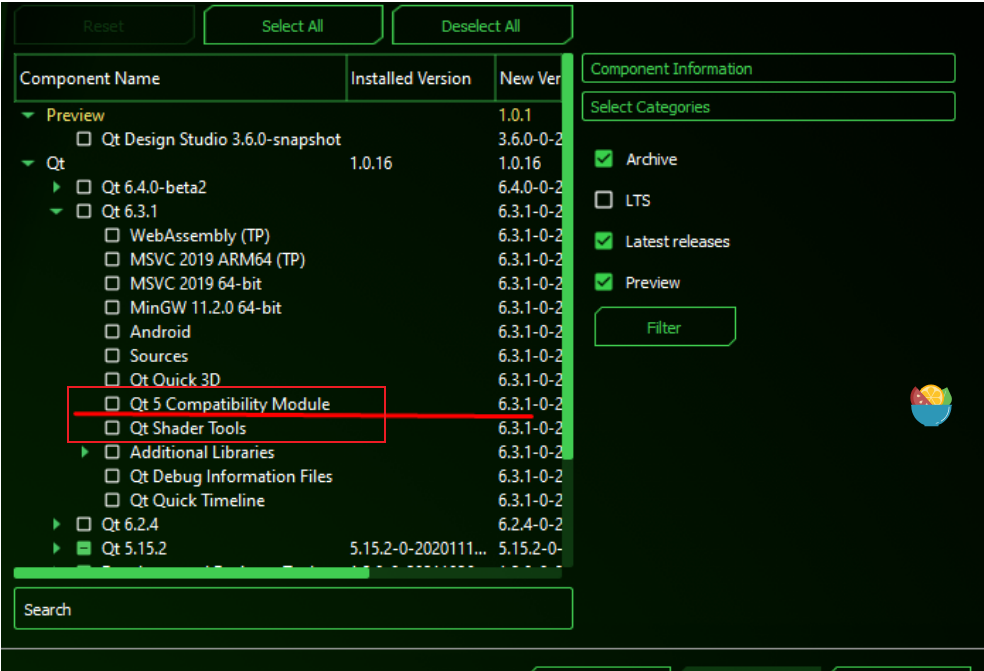 Reset Select All Deselect All
Component Name Installed Version New Ver
Component Information
Preview 1.0.1
Select Categories
Qt Design Studio 3.6.0-snapshot 3.6.0-0-2
Qt 1.0.16 1.0.16
Archive
Qt 6.4.0-beta2 6.4.0-0-2
LTS
Qt 6.3.1 6.3.1-0-2
WebAssembly (TP) 6.3.1-0-2
Latest releases
MSVC 2019 ARM64 (TP) 6.3.1-0-2
MSVC 2019 64-bit 6.3.1-0-2
Preview
MinGW 11.2.0 64-bit 6.3.1-0-2
Android 6.3.1-0-2
Filter
Sources 6.3.1-0-2
Qt Quick 3D 6.3.1-0-2
Qt 5 Compatibility Module 6.3.1-0-2
Qt Shader Tools 6.3.1-0-2
Additional Libraries 6.3.1-0-2
Qt Debug Information Files 6.3.1-0-2
Qt Quick Timeline 6.3.1-0-2
Qt 6.2.4 6.2.4-0-2
Qt 5.15.2 5.15.2-0-2020111... 5.15.2-0-
Search